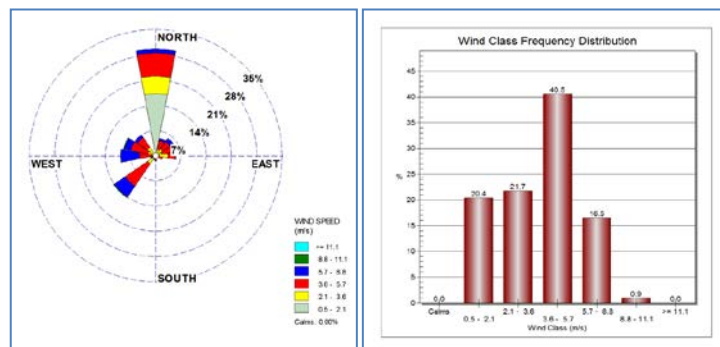 NORTH
35%
28%
21%
14%
7%
WEST
EAST
SOUTH
WIND SPEED
(m/s)
>= 11.1
8.8 - 11.1
5.7 - 8.8
3.6 - 5.7
2.1 - 3.6
0.5 - 2.1
Calms: 0.00%
Wind Class Frequency Distribution
%
45
40
35
30
25
20
15
10
5
0
0.0
20.4
21.7
40.5
16.5
0.9
0.0
Calms
0.5 - 2.1
2.1 - 3.6
3.6 - 5.7
5.7 - 8.8
8.8 - 11.1
>= 11.1
Wind Class (m/s)